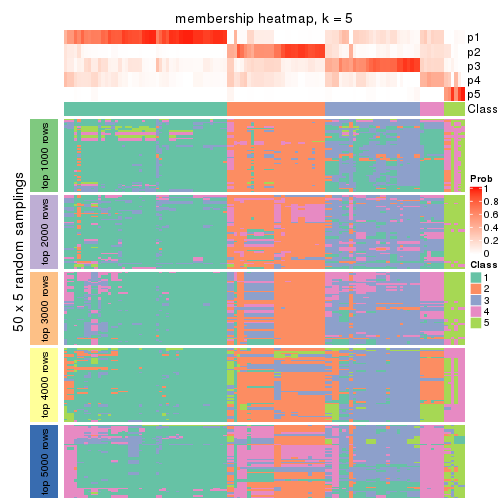 membership heatmap, k = 5
p1
p2
p3
p4
p5
Class
50 x 5 random samplings
top 1000 rows
top 2000 rows
top 3000 rows
top 4000 rows
top 5000 rows
Prob
1
0.8
0.6
0.4
0.2
0
Class
1
2
3
4
5